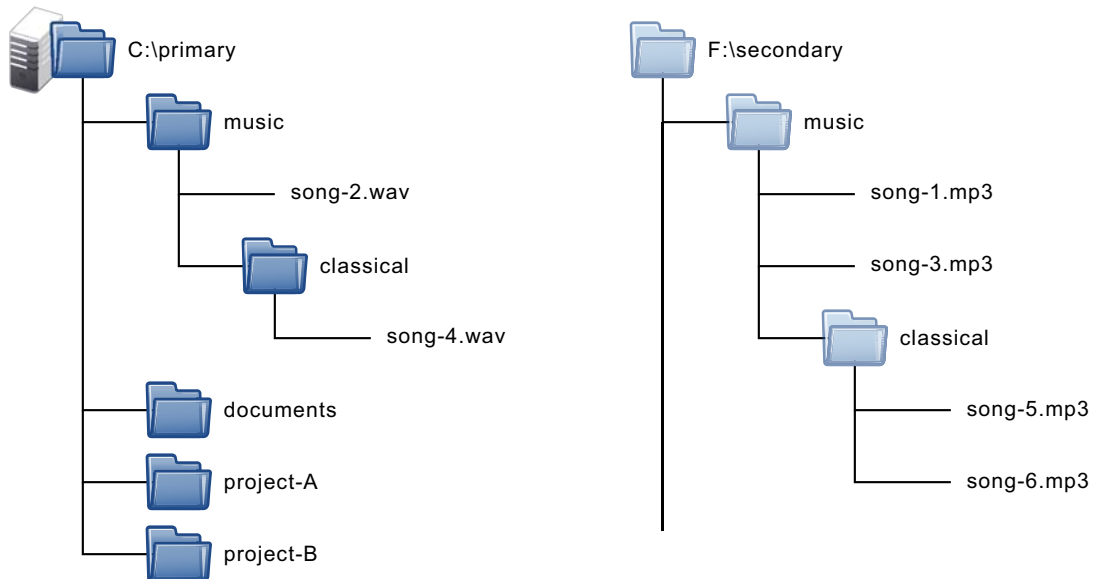 C:\primary
music
song-2.wav
classical
song-4.wav
documents
project-A
project-B
F:\secondary
music
song-1.mp3
song-3.mp3
classical
song-5.mp3
song-6.mp3